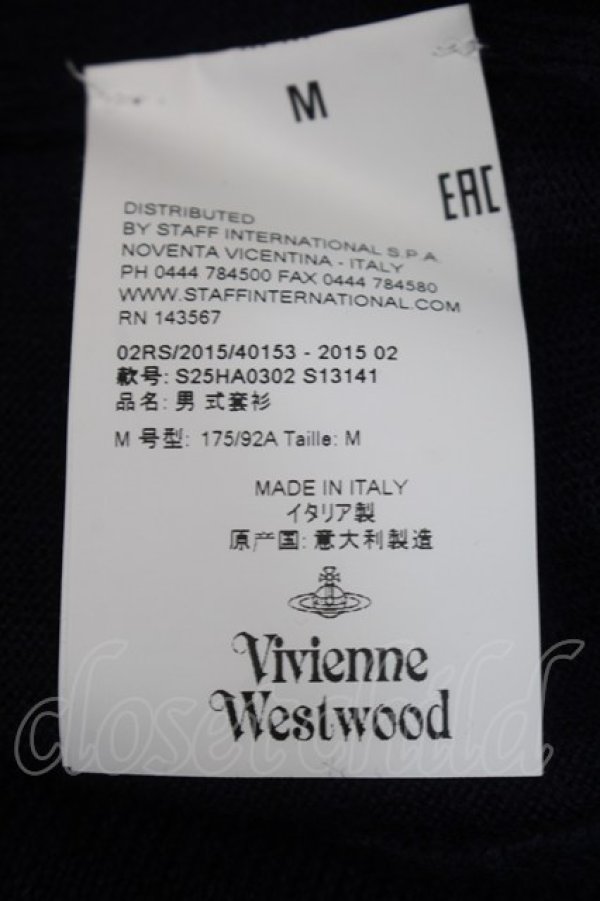 M
EAC
DISTRIBUTED
BY STAFF INTERNATIONAL S.P.A.
NOVENTA VICENTINA - ITALY
PH 0444 784500 FAX 0444 784580
WWW.STAFFINTERNATIONAL.COM
RN 143567
02RS/2015/40153 - 2015 02
款号: S25HA0302 S13141
品名: 男 式套衫
M 号型: 175/92A Taille: M
MADE IN ITALY
イタリア製
原产国: 意大利製造
Vivienne
Westwood
closet child